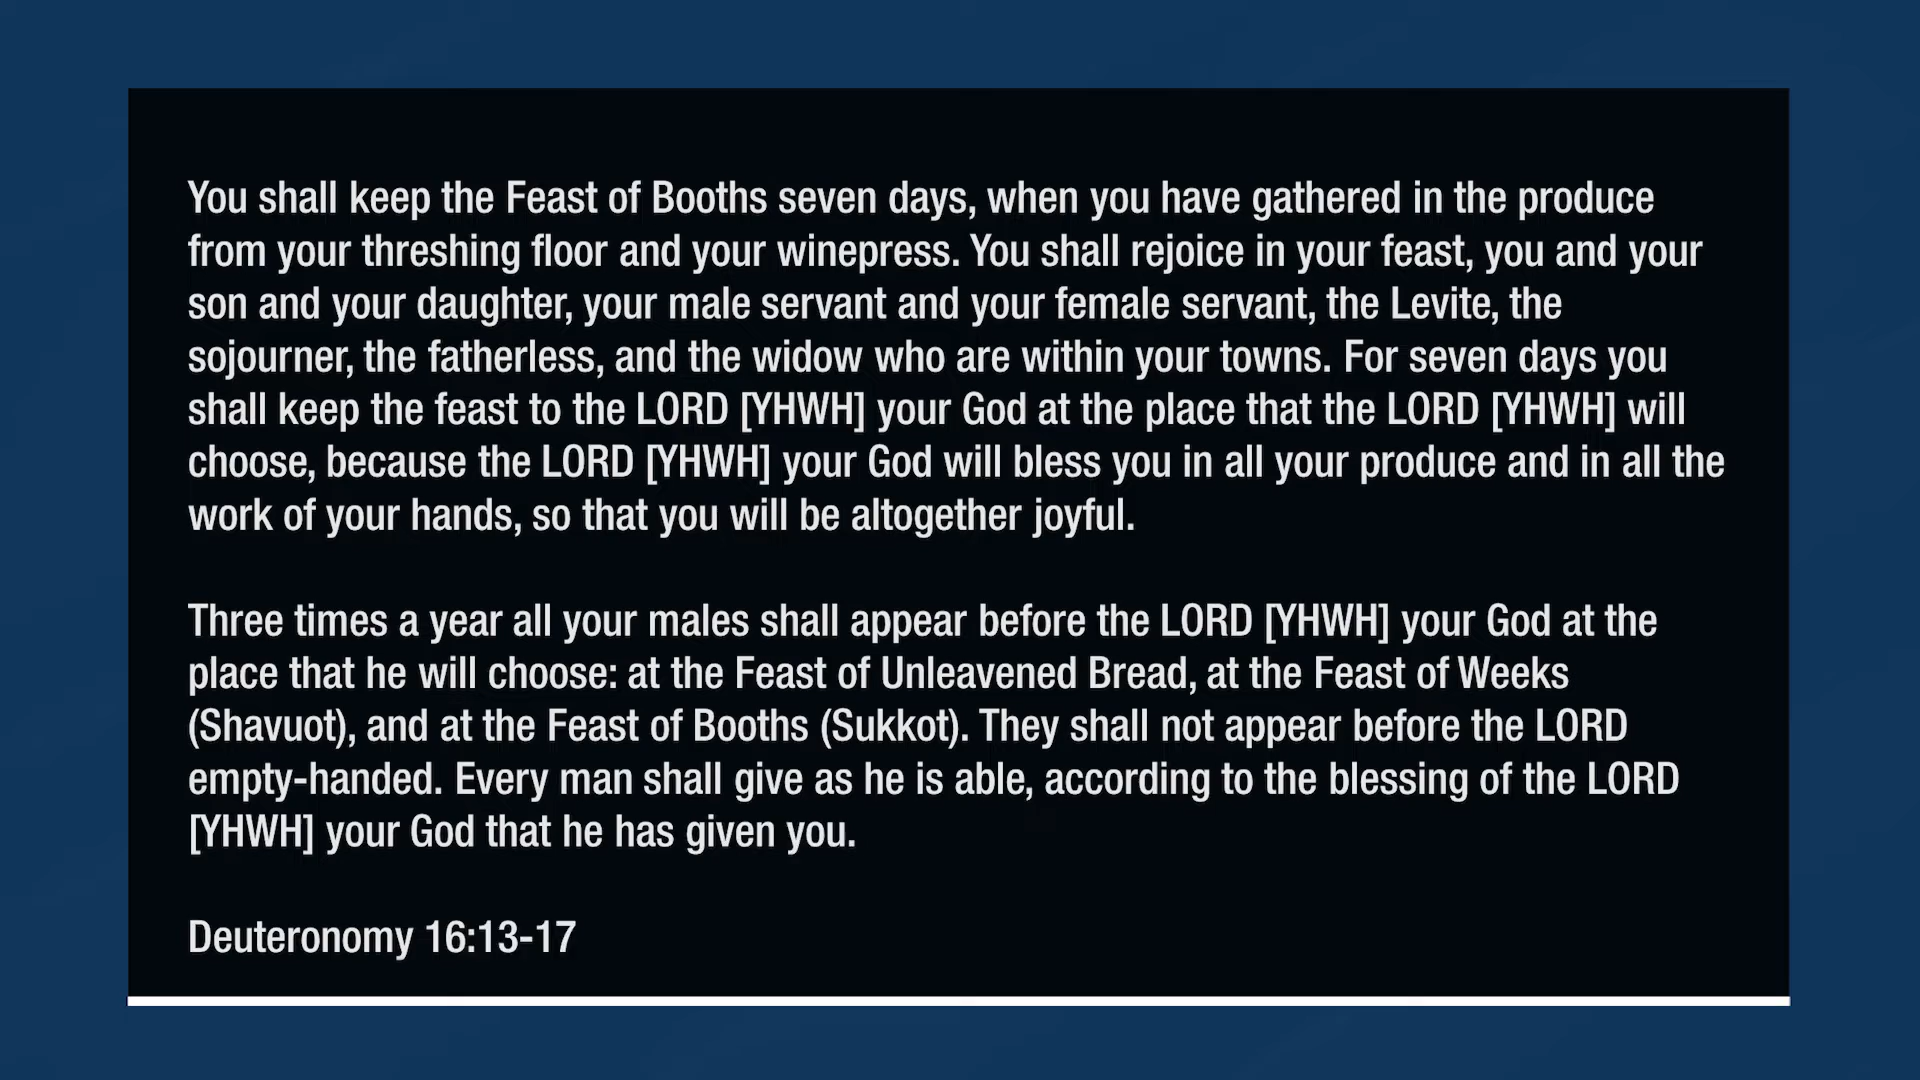 You shall keep the Feast of Booths seven days, when you have gathered in the produce
from your threshing floor and your winepress. You shall rejoice in your feast, you and your
son and your daughter, your male servant and your female servant, the Levite, the
sojourner, the fatherless, and the widow who are within your towns. For seven days you
shall keep the feast to the LORD [YHWH] your God at the place that the LORD [YHWH] will
choose, because the LORD [YHWH] your God will bless you in all your produce and in all the
work of your hands, so that you will be altogether joyful.
Three times a year all your males shall appear before the LORD [YHWH] your God at the
place that he will choose: at the Feast of Unleavened Bread, at the Feast of Weeks
(Shavuot), and at the Feast of Booths (Sukkot). They shall not appear before the LORD
empty-handed. Every man shall give as he is able, according to the blessing of the LORD
[YHWH] your God that he has given you.
Deuteronomy 16:13-17